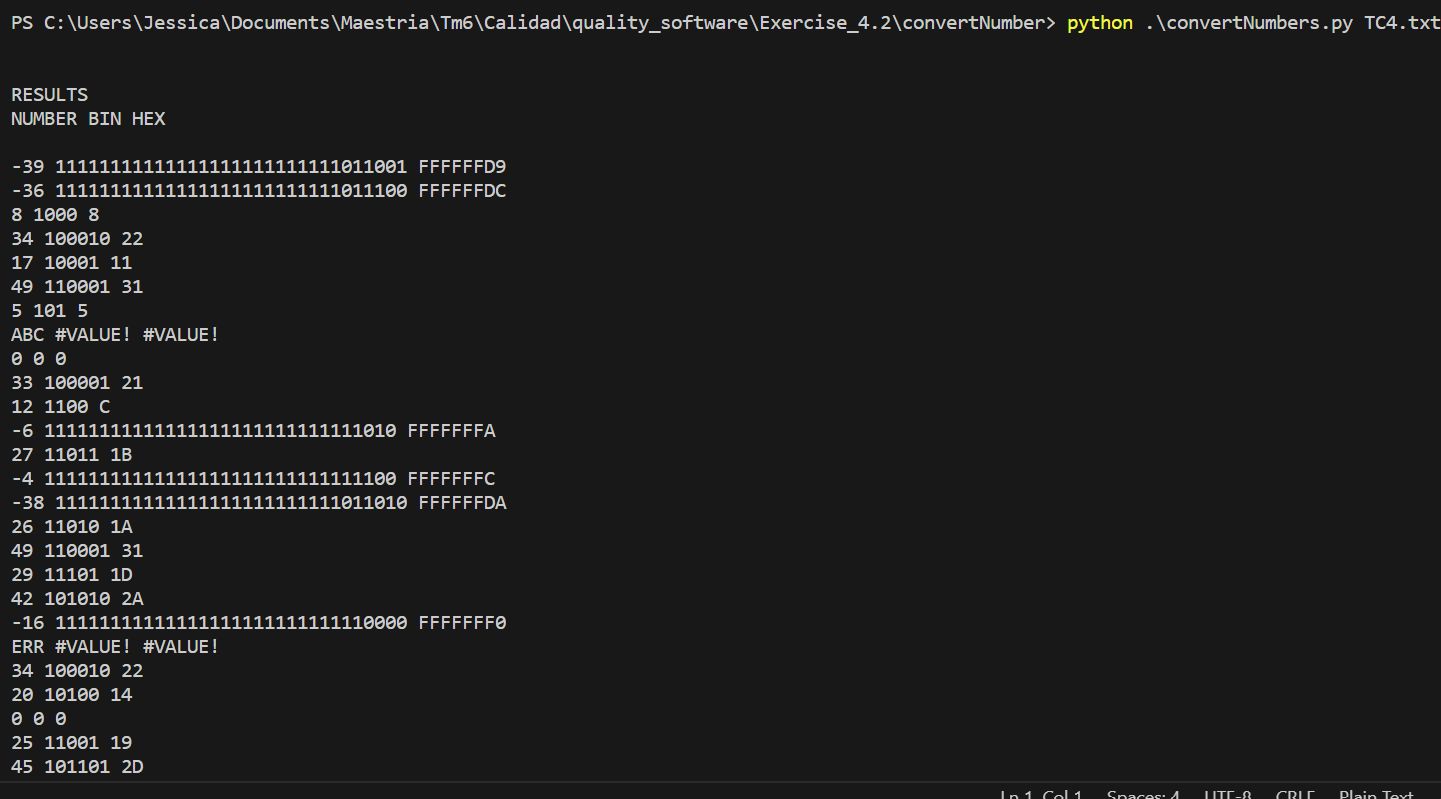 PS C:\Users\Jessica\Documents\Maestria\Tm6\Calidad\quality_software\Exercise_4.2\convertNumber> python .\convertNumbers.py TC4.txt
RESULTS
NUMBER BIN HEX
-39 11111111111111111111111111011001 FFFFFFD9
-36 11111111111111111111111111011100 FFFFFFDC
8 1000 8
34 100010 22
17 10001 11
49 110001 31
5 101 5
ABC #VALUE! #VALUE!
0 0 0
33 100001 21
12 1100 C
-6 11111111111111111111111111111010 FFFFFFFA
27 11011 1B
-4 11111111111111111111111111111100 FFFFFFFC
-38 11111111111111111111111111011010 FFFFFFDA
26 11010 1A
49 110001 31
29 11101 1D
42 101010 2A
-16 11111111111111111111111111110000 FFFFFFF0
ERR #VALUE! #VALUE!
34 100010 22
20 10100 14
0 0 0
25 11001 19
45 101101 2D
Ln 1, Col 1 Spaces: 4 UTF-8 CRLF Plain Text